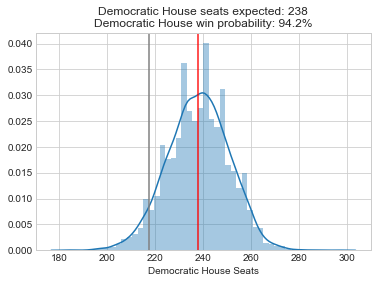 Democratic House seats expected: 238
Democratic House win probability: 94.2%
0.040
0.035
0.030
0.025
0.020
0.015
0.010
0.005
0.000
180 200 220 240 260 280 300
Democratic House Seats